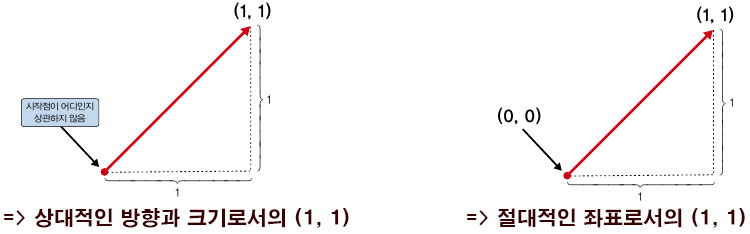 (1, 1)
시작점이 어디인지
상관하지 않음
1
1
=> 상대적인 방향과 크기로서의 (1, 1)
(1, 1)
(0, 0)
1
1
=> 절대적인 좌표로서의 (1, 1)